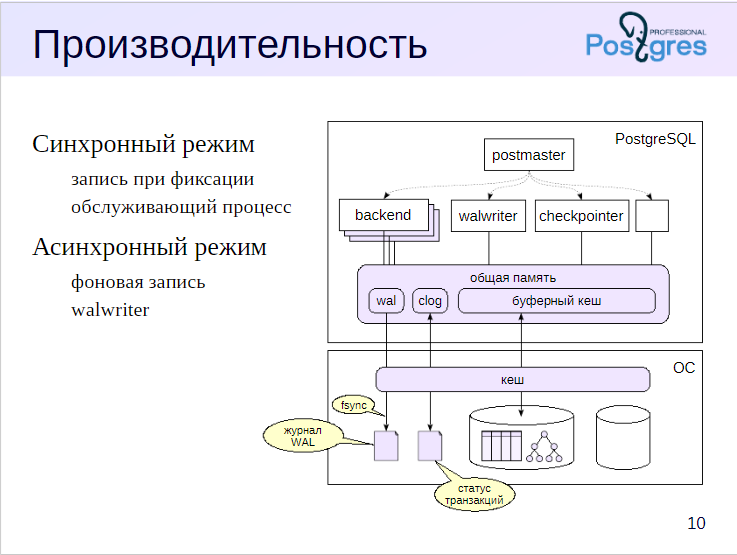 Производительность
PROFESSIONAL
Postgres
Синхронный режим
запись при фиксации
обслуживающий процесс
Асинхронный режим
фоновая запись
walwriter
PostgreSQL
postmaster
backend
walwriter
checkpointer
общая память
wal
clog
буферный кеш
ОС
кеш
fsync
журнал
WAL
статус
транзакций
10